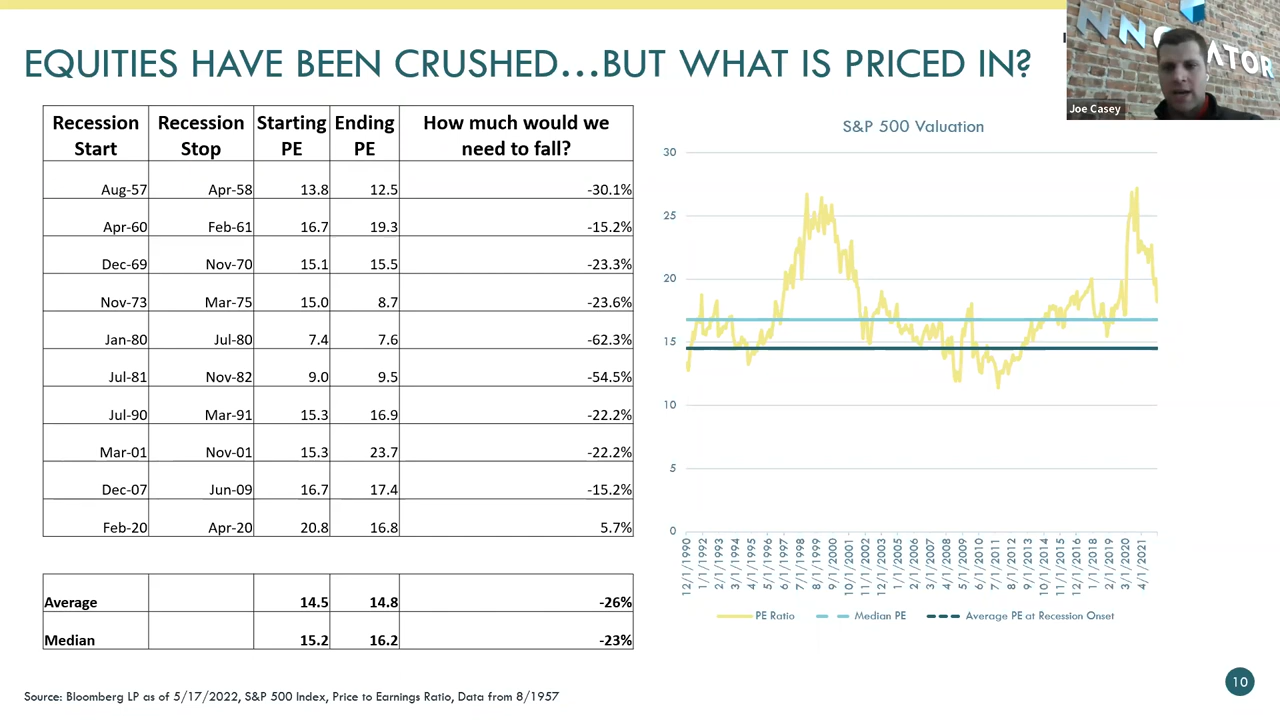 EQUITIES HAVE BEEN CRUSHED...BUT WHAT IS PRICED IN?
NNOVATOR
Joe Casey
Recession Start Recession Stop Starting PE Ending PE How much would we need to fall?
Aug-57 Apr-58 13.8 12.5 -30.1%
Apr-60 Feb-61 16.7 19.3 -15.2%
Dec-69 Nov-70 15.1 15.5 -23.3%
Nov-73 Mar-75 15.0 8.7 -23.6%
Jan-80 Jul-80 7.4 7.6 -62.3%
Jul-81 Nov-82 9.0 9.5 -54.5%
Jul-90 Mar-91 15.3 16.9 -22.2%
Mar-01 Nov-01 15.3 23.7 -22.2%
Dec-07 Jun-09 16.7 17.4 -15.2%
Feb-20 Apr-20 20.8 16.8 5.7%
Average 14.5 14.8 -26%
Median 15.2 16.2 -23%
S&P 500 Valuation
30
25
20
15
10
5
0
12/1/1990
1/1/1992
2/1/1993
3/1/1994
4/1/1995
5/1/1996
6/1/1997
7/1/1998
8/1/1999
9/1/2000
10/1/2001
11/1/2002
12/1/2003
1/1/2005
2/1/2006
3/1/2007
4/1/2008
5/1/2009
6/1/2010
7/1/2011
8/1/2012
9/1/2013
10/1/2014
11/1/2015
12/1/2016
1/1/2018
2/1/2019
3/1/2020
4/1/2021
PE Ratio Median PE Average PE at Recession Onset
Source: Bloomberg LP as of 5/17/2022, S&P 500 Index, Price to Earnings Ratio, Data from 8/1957
10